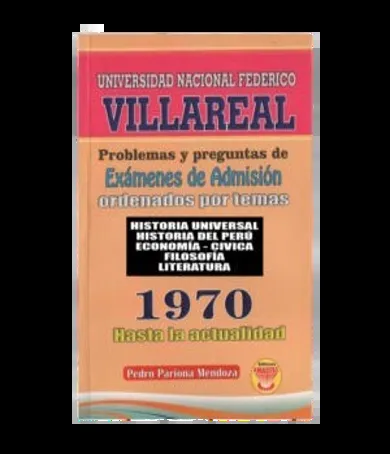 UNIVERSIDAD NACIONAL FEDERICO
VILLAREAL
Problemas y preguntas de
Exámenes de Admisión
ordenados por temas
HISTORIA UNIVERSAL
HISTORIA DEL PERÚ
ECONOMÍA - CIVICA
FILOSOFÍA
LITERATURA
1970
Hasta la actualidad
Pedro Pariona Mendoza